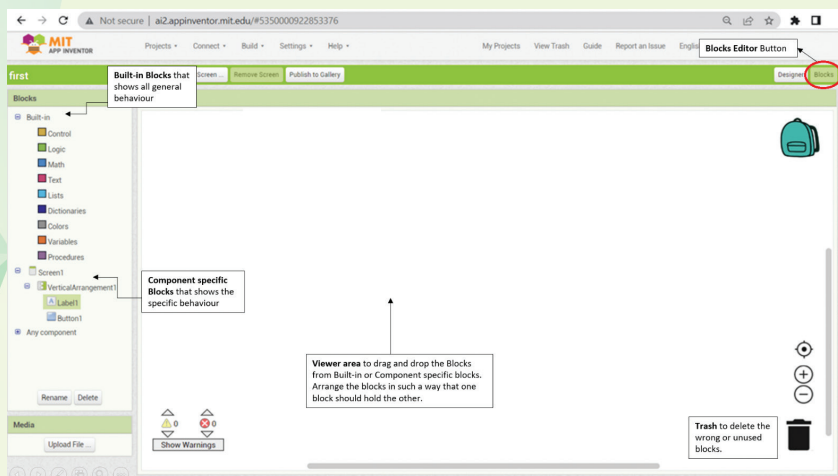 Not secure | ai2.appinventor.mit.edu/#5350000922853376
MIT
APP INVENTOR
Projects Connect Build Settings Help My Projects View Trash Guide Report an Issue
Blocks Editor Button
first
Screen ... Remove Screen Publish to Gallery Designer Blocks
Built-in Blocks that
shows all general
behaviour
Blocks
Built-in
Control
Logic
Math
Text
Lists
Dictionaries
Colors
Variables
Procedures
Screen1
VerticalArrangement1
Label1
Button1
Any component
Component specific
Blocks that shows the
specific behaviour
Viewer area to drag and drop the Blocks
from Built-in or Component specific blocks.
Arrange the blocks in such a way that one
block should hold the other.
Rename Delete
Media
Upload File ...
0 0
Show Warnings
Trash to delete the
wrong or unused
blocks.